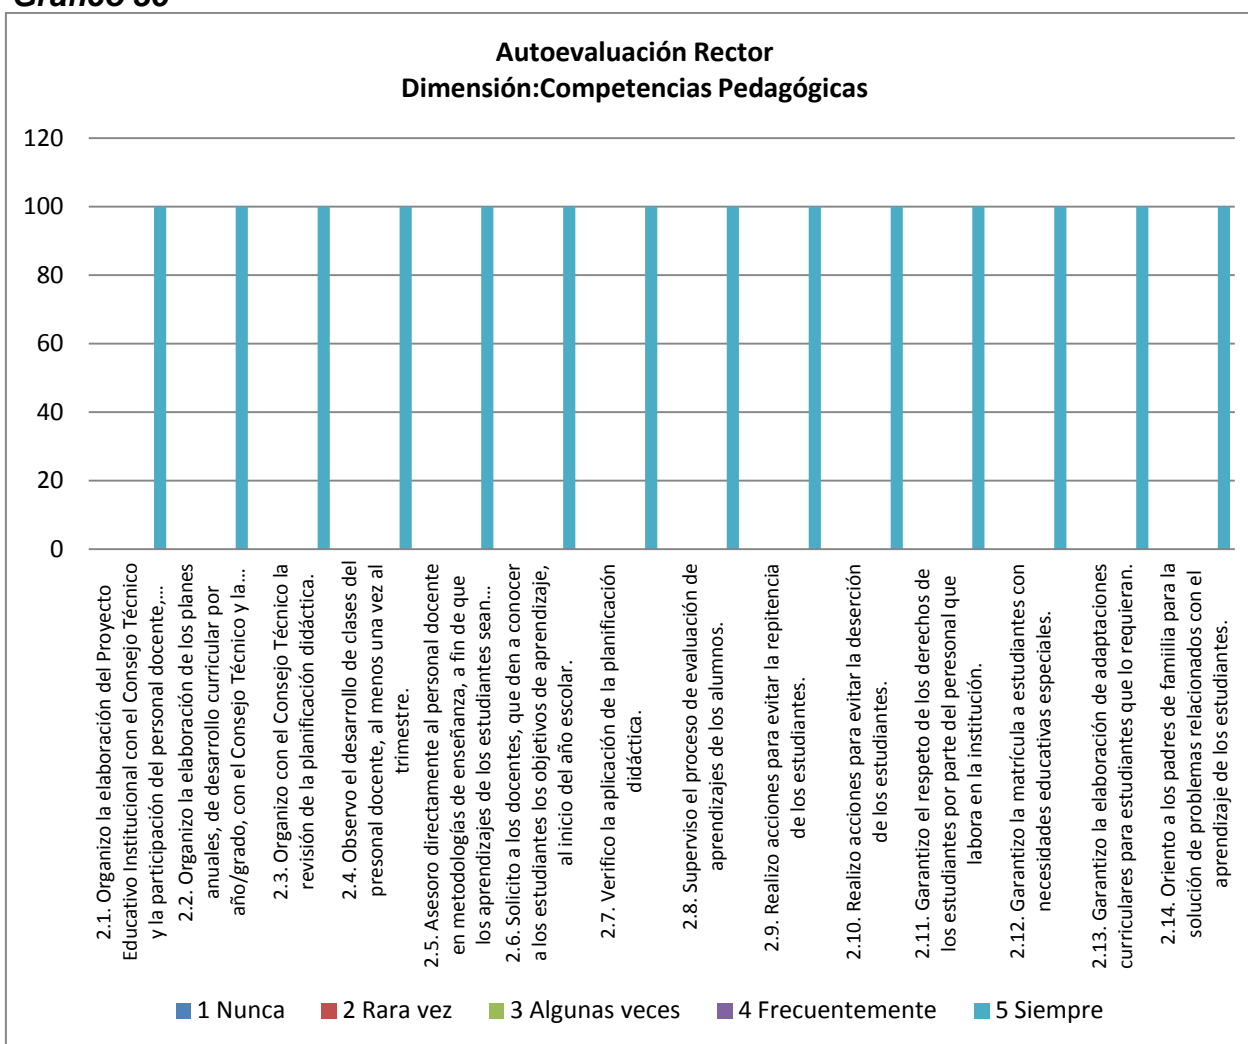 Autoevaluación Rector
Dimensión:Competencias Pedagógicas
120
100
80
60
40
20
0
2.1. Organizo la elaboración del Proyecto
Educativo Institucional con el Consejo Técnico
y la participación del personal docente,...
2.2. Organizo la elaboración de los planes
anuales, de desarrollo curricular por
año/grado, con el Consejo Técnico y la...
2.3. Organizo con el Consejo Técnico la
revisión de la planificación didáctica.
2.4. Observo el desarrollo de clases del
presonal docente, al menos una vez al
trimestre.
2.5. Asesoro directamente al personal docente
en metodologías de enseñanza, a fin de que
los aprendizajes de los estudiantes sean...
2.6. Solicito a los docentes, que den a conocer
a los estudiantes los objetivos de aprendizaje,
al inicio del año escolar.
2.7. Verifico la aplicación de la planificación
didáctica.
2.8. Superviso el proceso de evaluación de
aprendizajes de los alumnos.
2.9. Realizo acciones para evitar la repitencia
de los estudiantes.
2.10. Realizo acciones para evitar la deserción
de los estudiantes.
2.11. Garantizo el respeto de los derechos de
los estudiantes por parte del peresonal que
labora en la institución.
2.12. Garantizo la matrícula a estudiantes con
necesidades educativas especiales.
2.13. Garantizo la elaboración de adaptaciones
curriculares para estudiantes que lo requieran.
2.14. Oriento a los padres de famiilia para la
solución de problemas relacionados con el
aprendizaje de los estudiantes.
1 Nunca
2 Rara vez
3 Algunas veces
4 Frecuentemente
5 Siempre